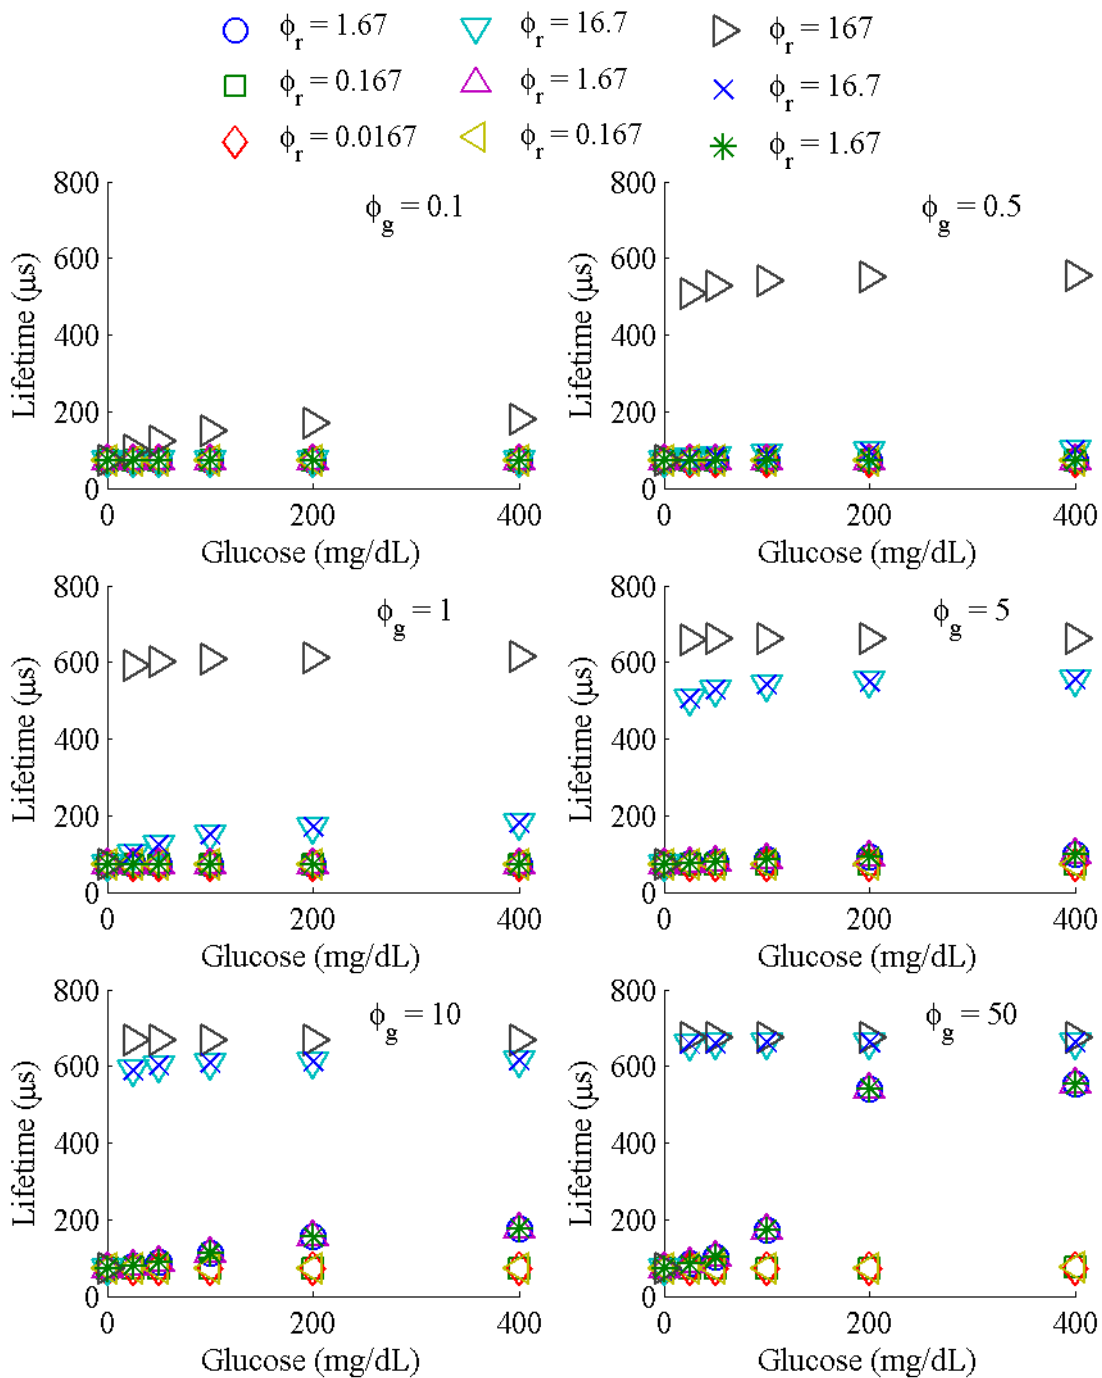 ϕr = 1.67 ϕr = 16.7 ϕr = 167
ϕr = 0.167 ϕr = 1.67 ϕr = 16.7
ϕr = 0.0167 ϕr = 0.167 ϕr = 1.67
800
600
400
200
0
Lifetime (μs)
ϕg = 0.1
0 200 400
Glucose (mg/dL)
800
600
400
200
0
Lifetime (μs)
ϕg = 0.5
0 200 400
Glucose (mg/dL)
800
600
400
200
0
Lifetime (μs)
ϕg = 1
0 200 400
Glucose (mg/dL)
800
600
400
200
0
Lifetime (μs)
ϕg = 5
0 200 400
Glucose (mg/dL)
800
600
400
200
0
Lifetime (μs)
ϕg = 10
0 200 400
Glucose (mg/dL)
800
600
400
200
0
Lifetime (μs)
ϕg = 50
0 200 400
Glucose (mg/dL)